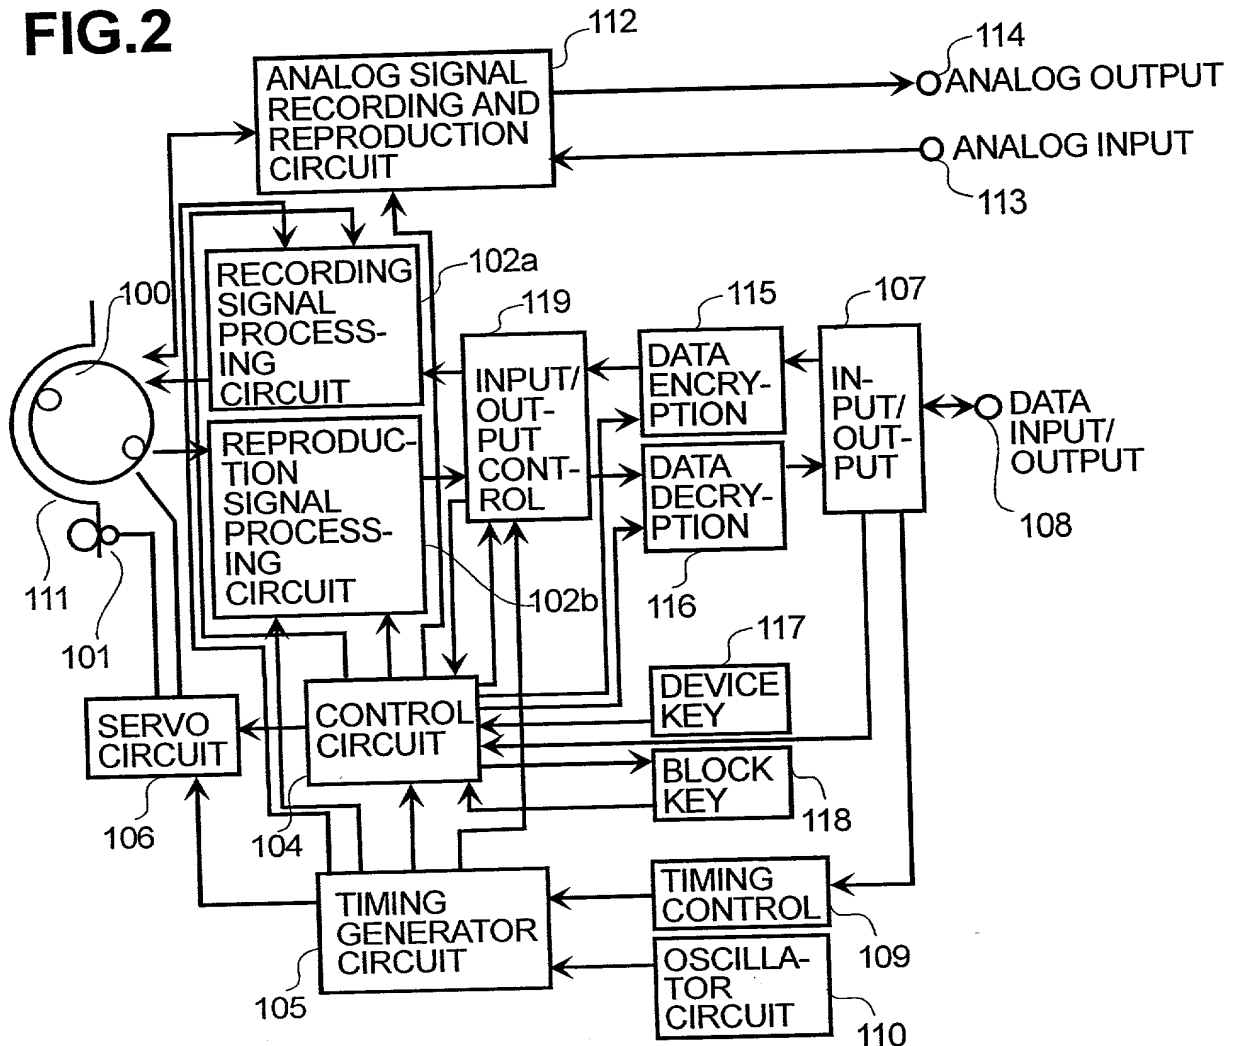 FIG.2
112
ANALOG SIGNAL
RECORDING AND
REPRODUCTION
CIRCUIT
114
ANALOG OUTPUT
ANALOG INPUT
113
100
RECORDING
SIGNAL
PROCESS-
ING
CIRCUIT
102a
119
INPUT/
OUT-
PUT
CONT-
ROL
115
DATA
ENCRY-
PTION
107
IN-
PUT/
OUT-
PUT
DATA
INPUT/
OUTPUT
108
REPRODUC-
TION
SIGNAL
PROCESS-
ING
CIRCUIT
102b
DATA
DECRY-
PTION
116
111
101
117
DEVICE
KEY
SERVO
CIRCUIT
106
CONTROL
CIRCUIT
104
BLOCK
KEY
118
TIMING
GENERATOR
CIRCUIT
105
TIMING
CONTROL
109
OSCILLA-
TOR
CIRCUIT
110